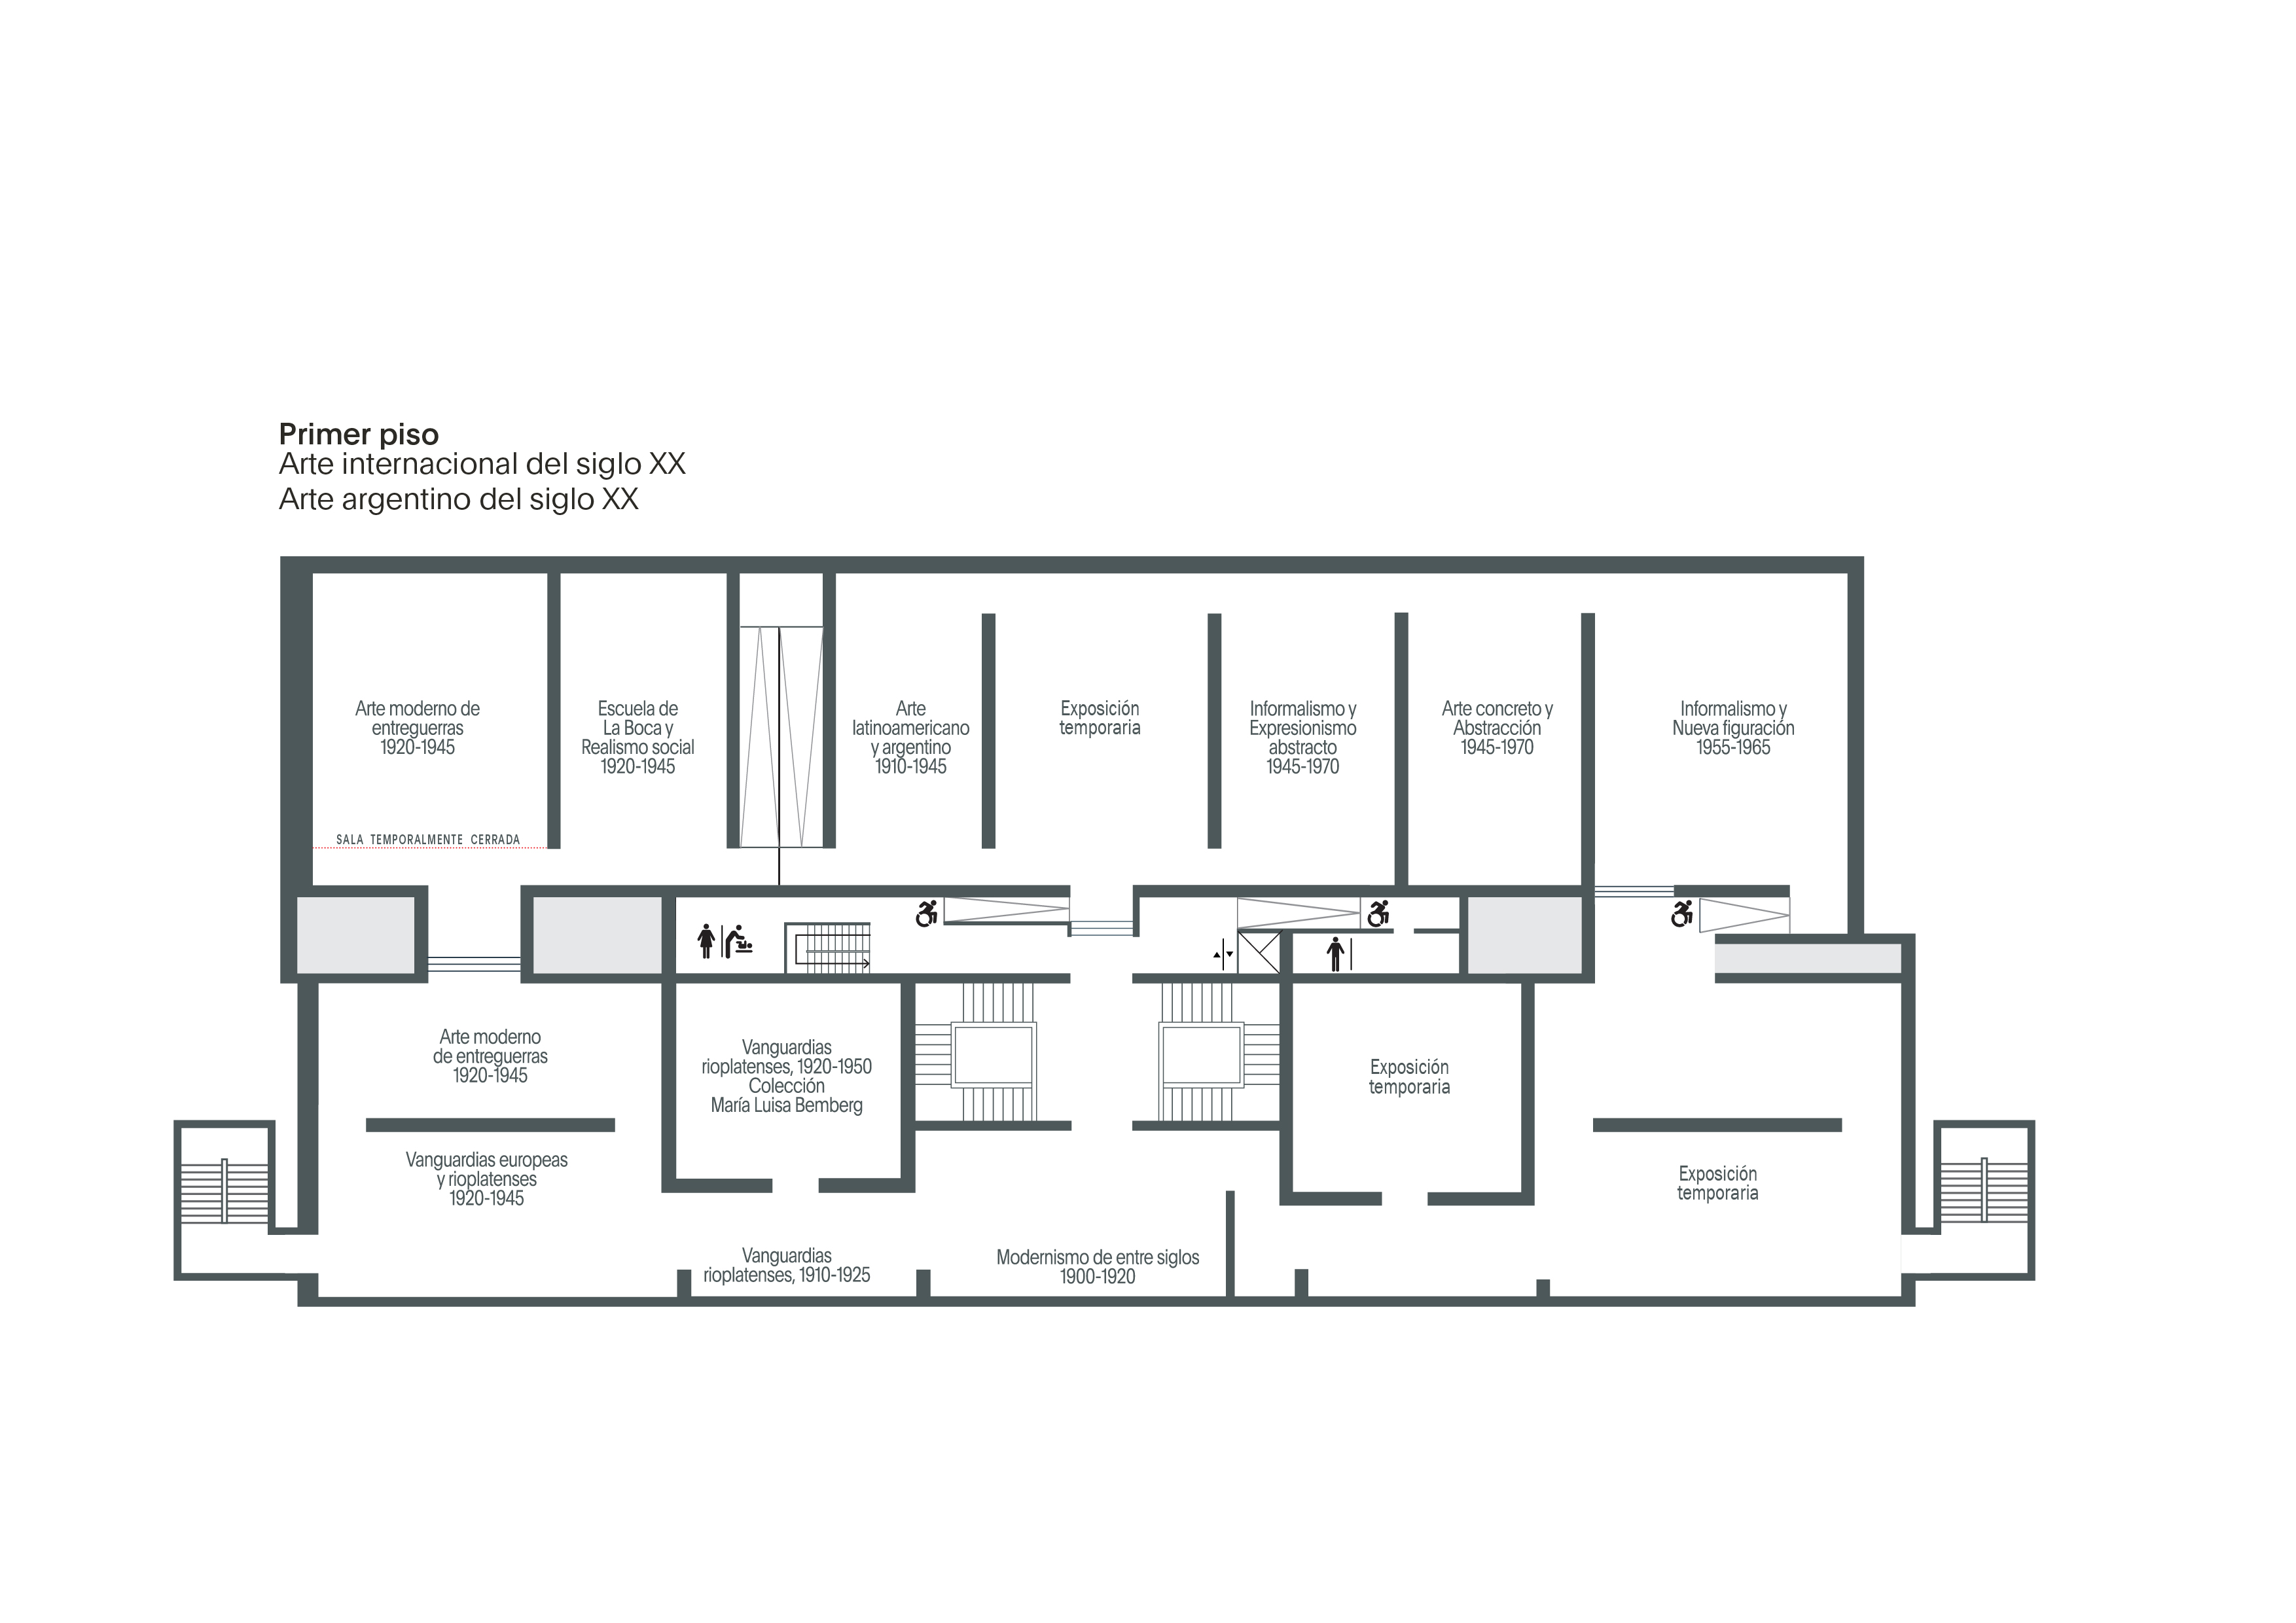 Primer piso
Arte internacional del siglo XX
Arte argentino del siglo XX
Arte moderno de
entreguerras
1920-1945
SALA TEMPORALMENTE CERRADA
Escuela de
La Boca y
Realismo social
1920-1945
Arte
latinoamericano
y argentino
1910-1945
Exposición
temporaria
Informalismo y
Expresionismo
abstracto
1945-1970
Arte concreto y
Abstracción
1945-1970
Informalismo y
Nueva figuración
1955-1965
Arte moderno
de entreguerras
1920-1945
Vanguardias europeas
y rioplatenses
1920-1945
Vanguardias
rioplatenses, 1920-1950
Colección
María Luisa Bemberg
Vanguardias
rioplatenses, 1910-1925
Modernismo de entre siglos
1900-1920
Exposición
temporaria
Exposición
temporaria